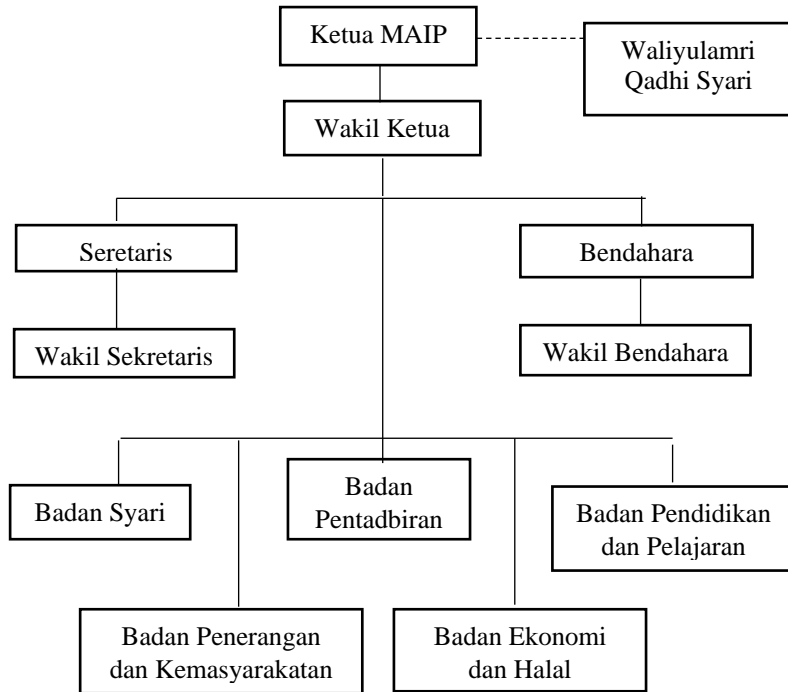 Ketua MAIP
Waliyulamri
Qadhi Syari
Wakil Ketua
Seretaris
Bendahara
Wakil Sekretaris
Wakil Bendahara
Badan Syari
Badan
Pentadbiran
Badan Pendidikan
dan Pelajaran
Badan Penerangan
dan Kemasyarakatan
Badan Ekonomi
dan Halal